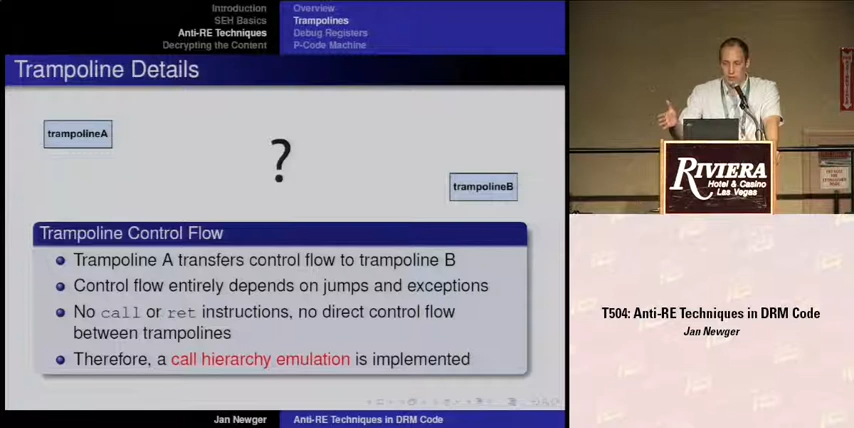 Introduction
SEH Basics
Anti-RE Techniques
Decrypting the Content
Overview
Trampolines
Debug Registers
P-Code Machine
Trampoline Details
trampolineA
?
trampolineB
Trampoline Control Flow
Trampoline A transfers control flow to trampoline B
Control flow entirely depends on jumps and exceptions
No call or ret instructions, no direct control flow
between trampolines
Therefore, a call hierarchy emulation is implemented
Jan Newger
Anti-RE Techniques in DRM Code
RIVIERA
Hotel & Casino
Las Vegas
T504: Anti-RE Techniques in DRM Code
Jan Newger